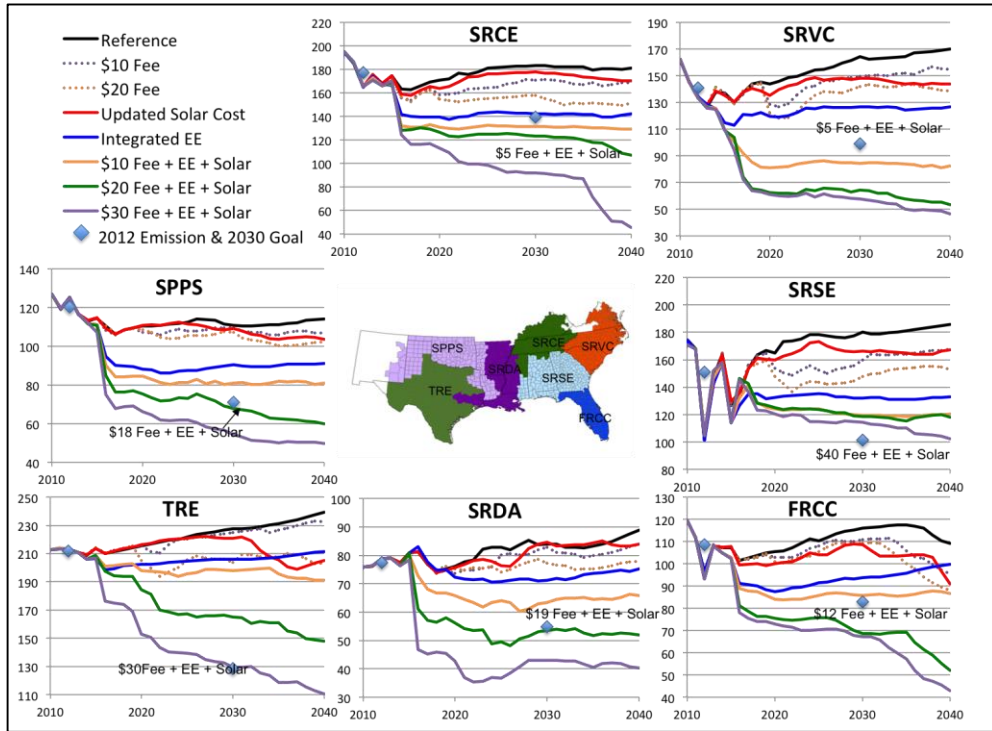 Reference
$10 Fee
$20 Fee
Updated Solar Cost
Integrated EE
$10 Fee + EE + Solar
$20 Fee + EE + Solar
$30 Fee + EE + Solar
2012 Emission & 2030 Goal
SRCE
200
180
160
140
120
100
80
60
40
$5 Fee + EE + Solar
2010 2020 2030 2040
SRVC
190
170
150
130
110
90
70
50
30
$5 Fee + EE + Solar
2010 2020 2030 2040
SPPS
140
120
100
80
60
40
$18 Fee + EE + Solar
2010 2020 2030 2040
SPPS
SRCE
SRVC
SRDA
TRE
SRSE
FRCC
SRSE
200
180
160
140
120
100
80
$40 Fee + EE + Solar
2010 2020 2030 2040
TRE
250
230
210
190
170
150
130
110
$30Fee + EE + Solar
2010 2020 2030 2040
SRDA
100
90
80
70
60
50
40
30
$19 Fee + EE + Solar
2010 2020 2030 2040
FRCC
130
120
110
100
90
80
70
60
50
40
$12 Fee + EE + Solar
2010 2020 2030 2040